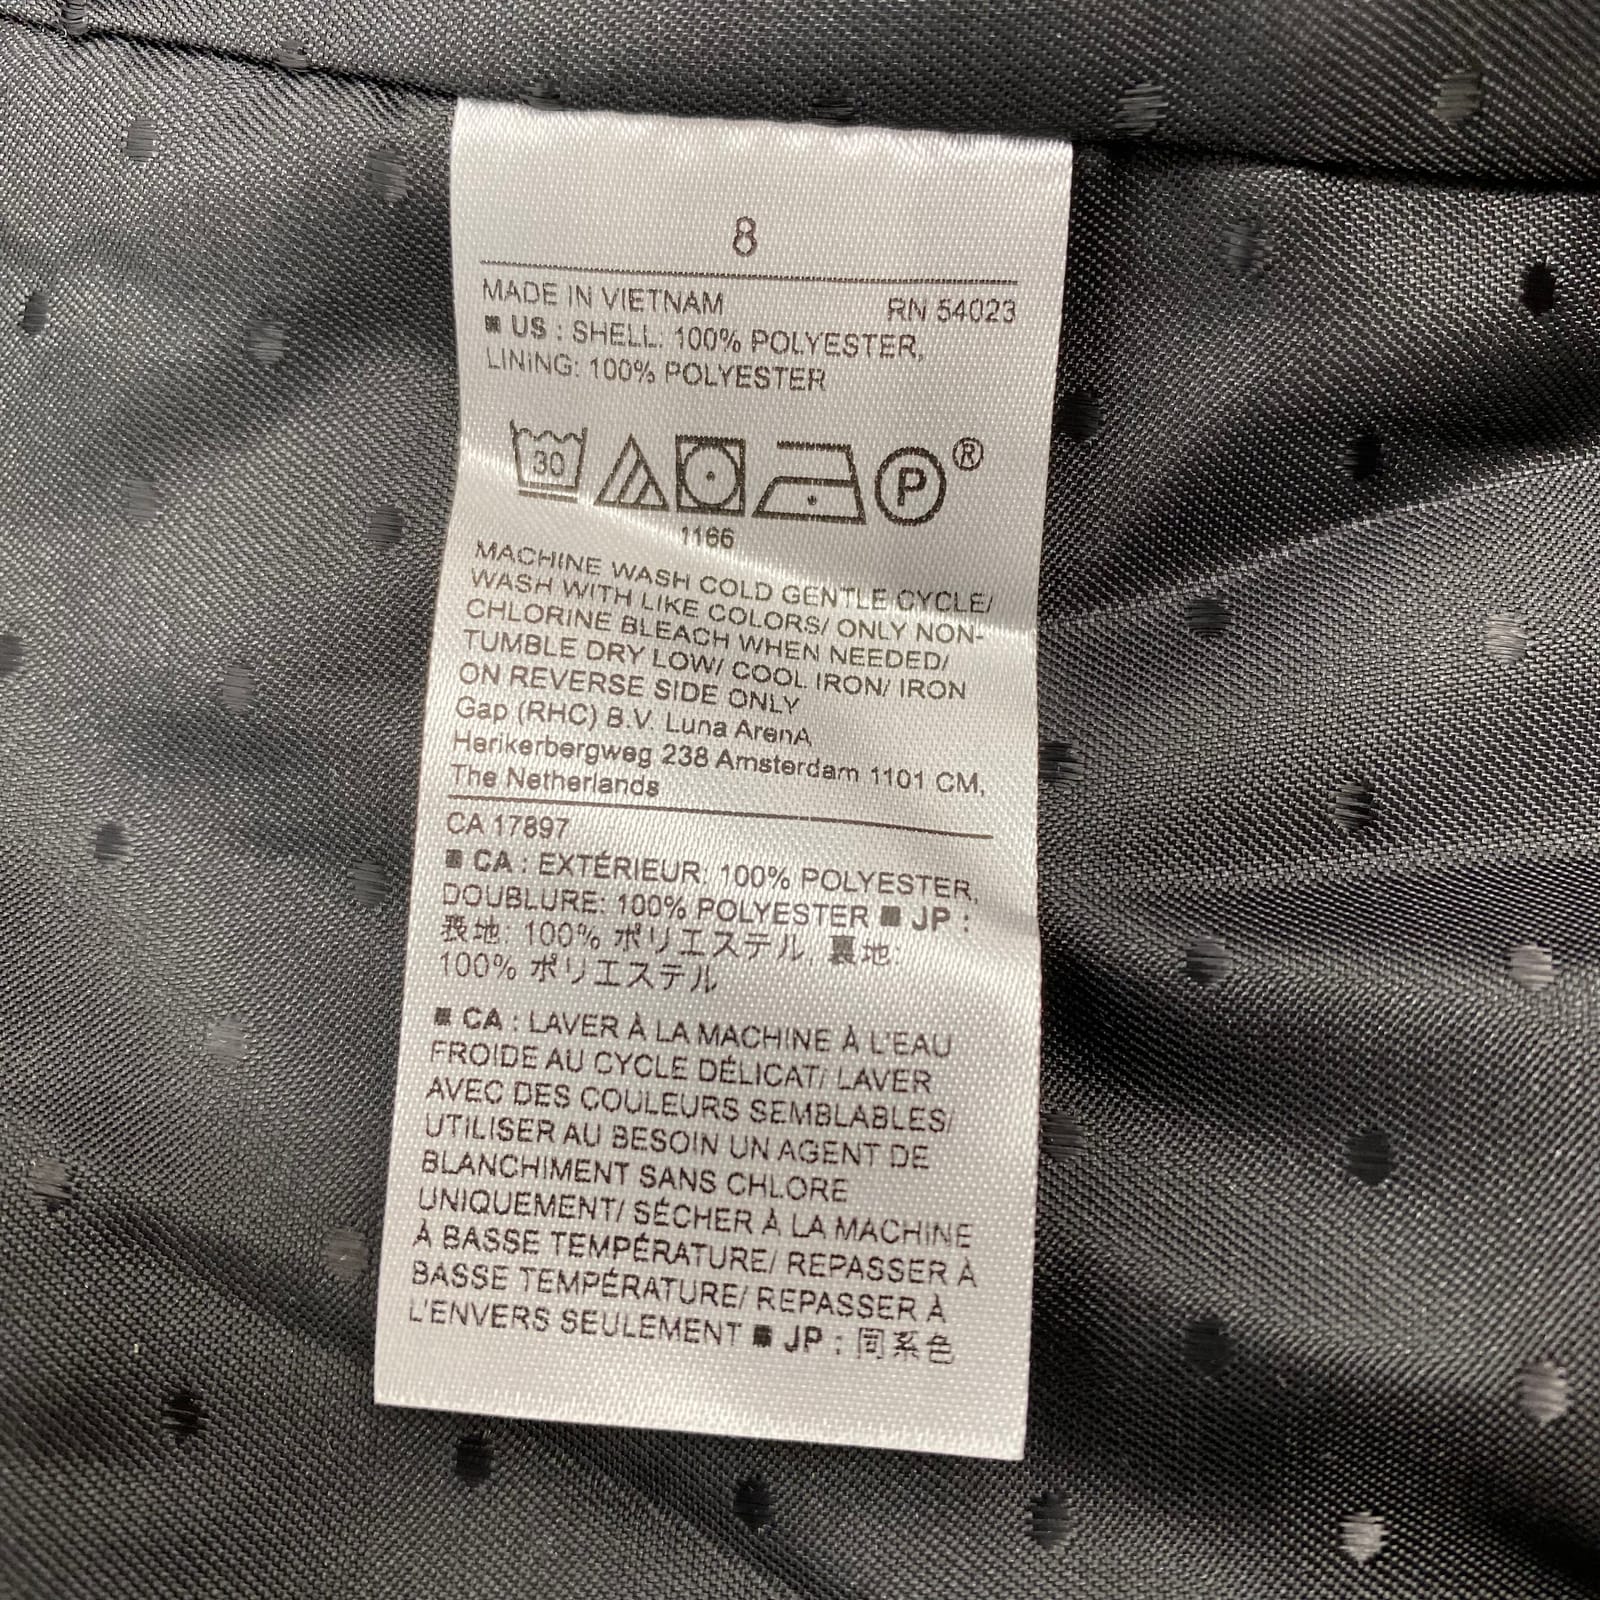 8
MADE IN VIETNAM RN 54023
■ US : SHELL: 100% POLYESTER,
LINING: 100% POLYESTER
30 P ®
1166
MACHINE WASH COLD GENTLE CYCLE/
WASH WITH LIKE COLORS/ ONLY NON-
CHLORINE BLEACH WHEN NEEDED/
TUMBLE DRY LOW/ COOL IRON/ IRON
ON REVERSE SIDE ONLY
Gap (RHC) B.V. Luna ArenA
Herikerbergweg 238 Amsterdam 1101 CM,
The Netherlands
CA 17897
■ CA : EXTÉRIEUR: 100% POLYESTER,
DOUBLURE: 100% POLYESTER ■ JP :
表地: 100% ポリエステル, 裏地:
100% ポリエステル
■ CA : LAVER À LA MACHINE À L'EAU
FROIDE AU CYCLE DÉLICAT/ LAVER
AVEC DES COULEURS SEMBLABLES/
UTILISER AU BESOIN UN AGENT DE
BLANCHIMENT SANS CHLORE
UNIQUEMENT/ SÉCHER À LA MACHINE
À BASSE TEMPÉRATURE/ REPASSER À
BASSE TEMPÉRATURE/ REPASSER À
L'ENVERS SEULEMENT ■ JP : 同系色